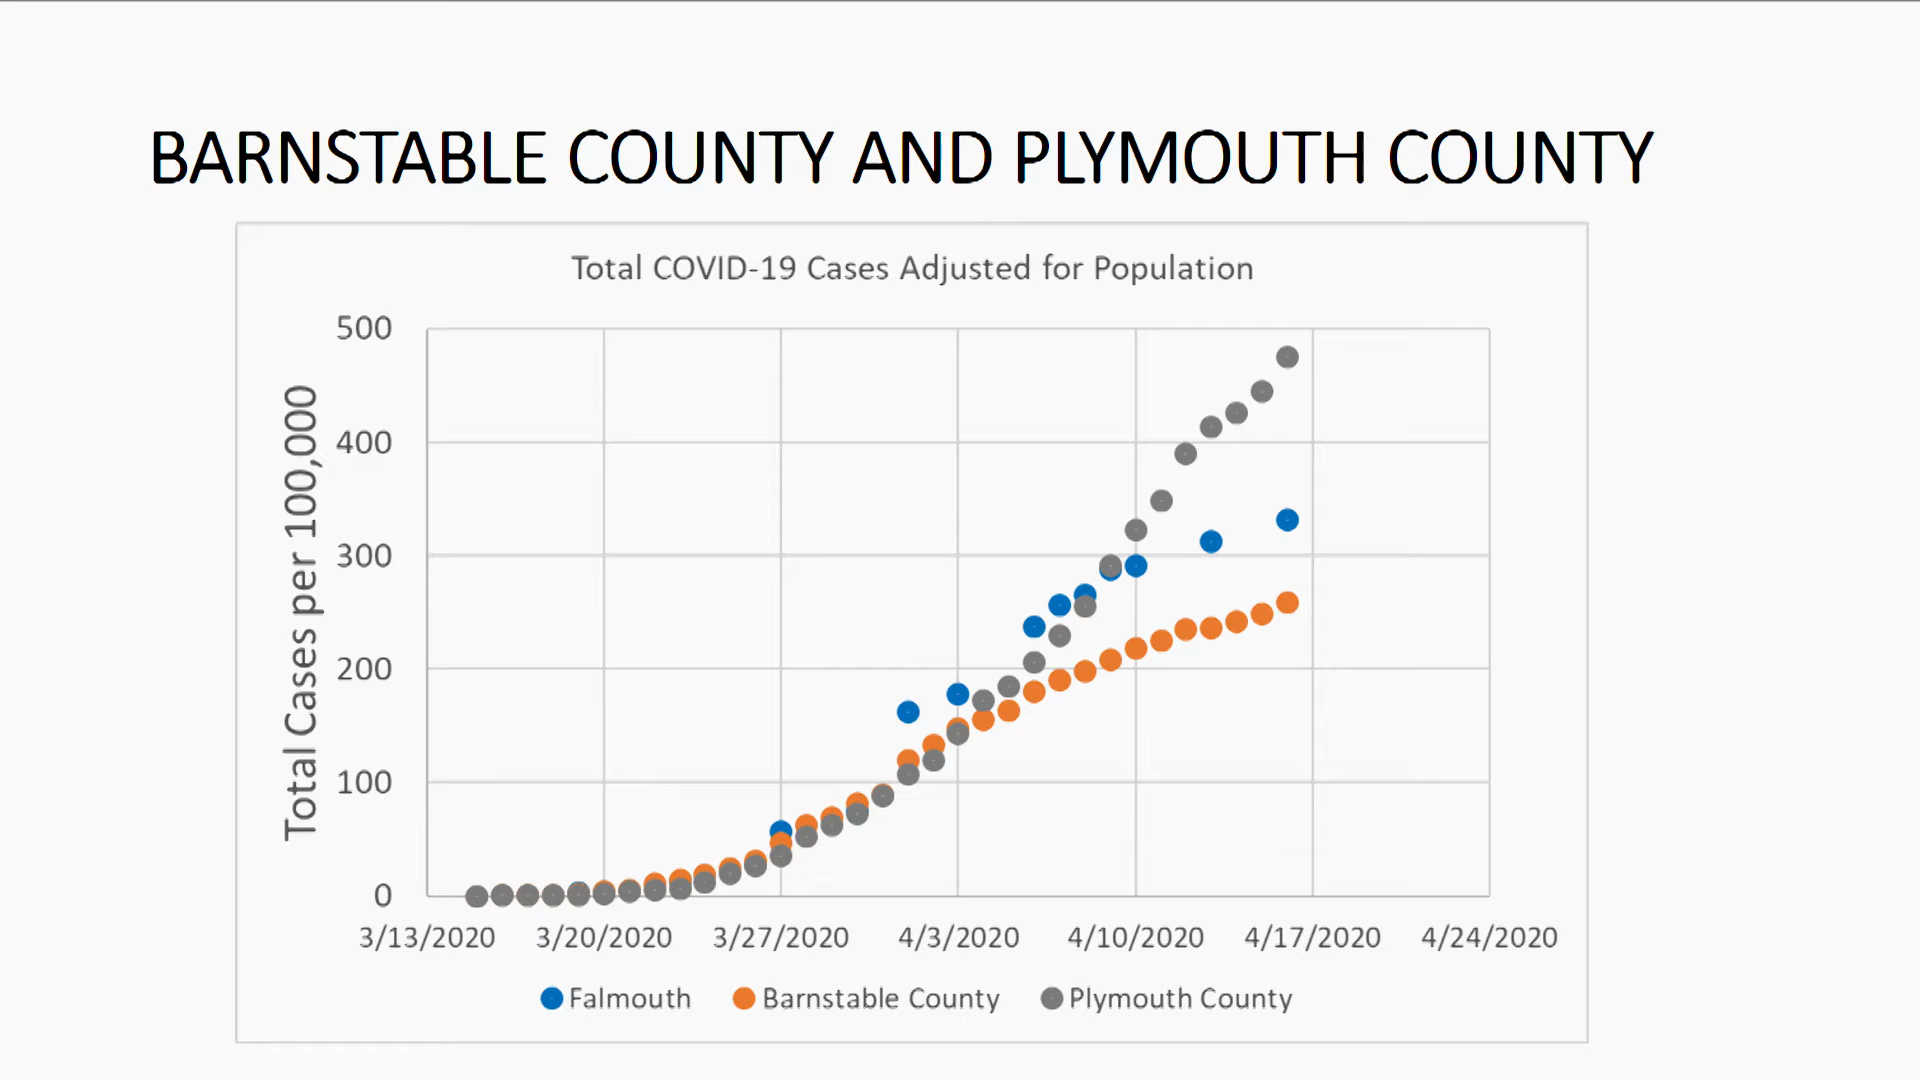 BARNSTABLE COUNTY AND PLYMOUTH COUNTY
Total COVID-19 Cases Adjusted for Population
Total Cases per 100,000
500
400
300
200
100
0
3/13/2020 3/20/2020 3/27/2020 4/3/2020 4/10/2020 4/17/2020 4/24/2020
Falmouth Barnstable County Plymouth County